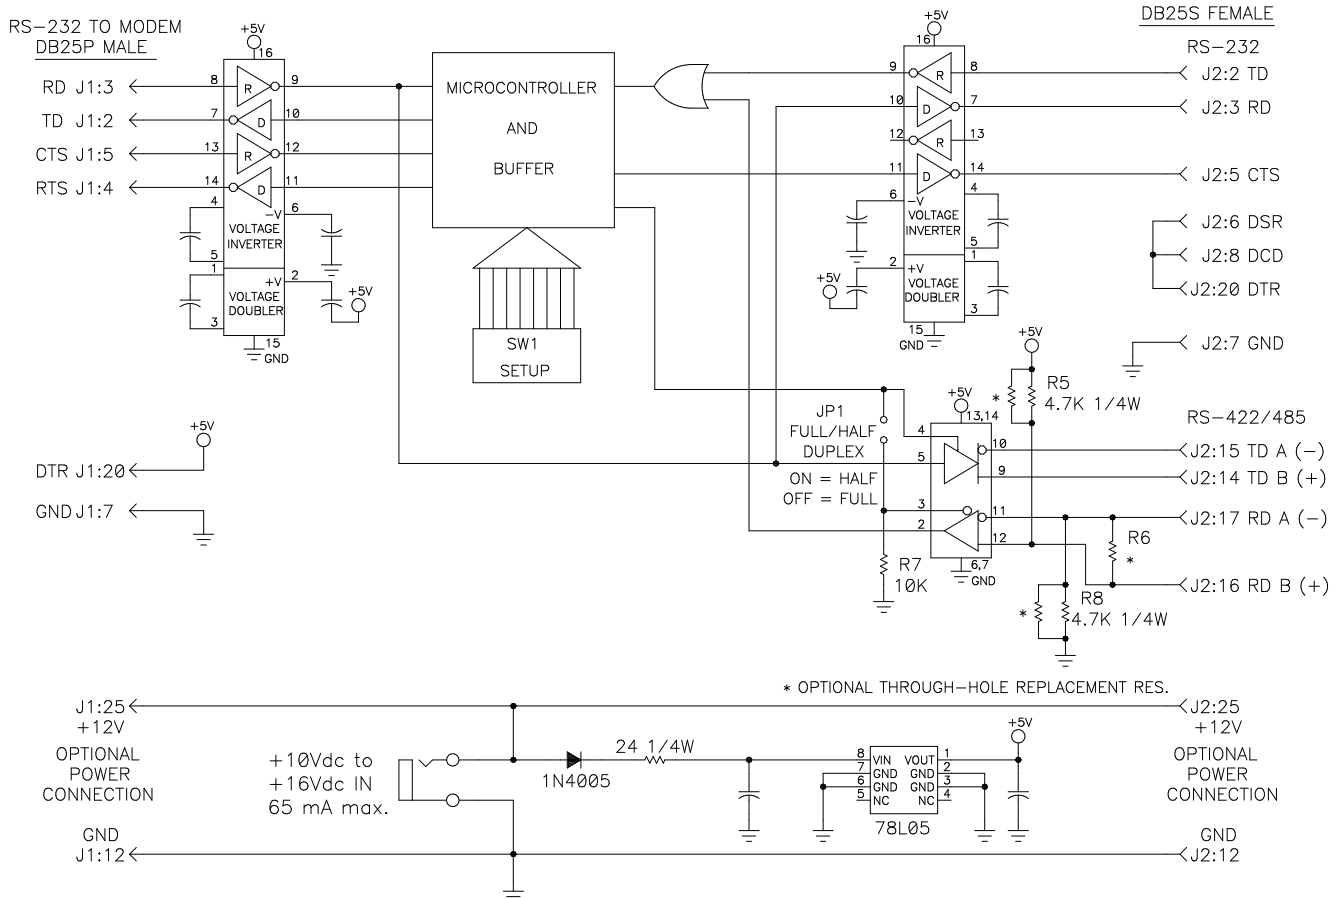 RS-232 TO MODEM
DB25P MALE
RD J1:3
TD J1:2
CTS J1:5
RTS J1:4
+5V
16
8
R
9
7
D
10
13
R
12
14
D
11
4
-V
6
VOLTAGE
INVERTER
5
1
+V
2
VOLTAGE
DOUBLER
+5V
3
15
GND
MICROCONTROLLER
AND
BUFFER
SW1
SETUP
DB25S FEMALE
RS-232
+5V
16
9
R
8
J2:2 TD
10
D
7
J2:3 RD
12
R
13
11
D
14
J2:5 CTS
6
-V
4
VOLTAGE
INVERTER
5
2
+V
1
VOLTAGE
DOUBLER
+5V
3
15
GND
J2:6 DSR
J2:8 DCD
J2:20 DTR
J2:7 GND
+5V
R5
4.7K 1/4W
*
RS-422/485
JP1
FULL/HALF
DUPLEX
ON = HALF
OFF = FULL
+5V
13,14
4
10
J2:15 TD A (-)
5
9
J2:14 TD B (+)
3
11
J2:17 RD A (-)
2
12
R6
*
6,7
GND
J2:16 RD B (+)
R7
10K
R8
4.7K 1/4W
*
+5V
DTR J1:20
GND J1:7
* OPTIONAL THROUGH-HOLE REPLACEMENT RES.
J1:25
+12V
OPTIONAL
POWER
CONNECTION
GND
J1:12
+10Vdc to
+16Vdc IN
65 mA max.
1N4005
24 1/4W
8
VIN
VOUT
1
7
GND
GND
2
6
GND
GND
3
5
NC
NC
4
78L05
+5V
J2:25
+12V
OPTIONAL
POWER
CONNECTION
GND
J2:12